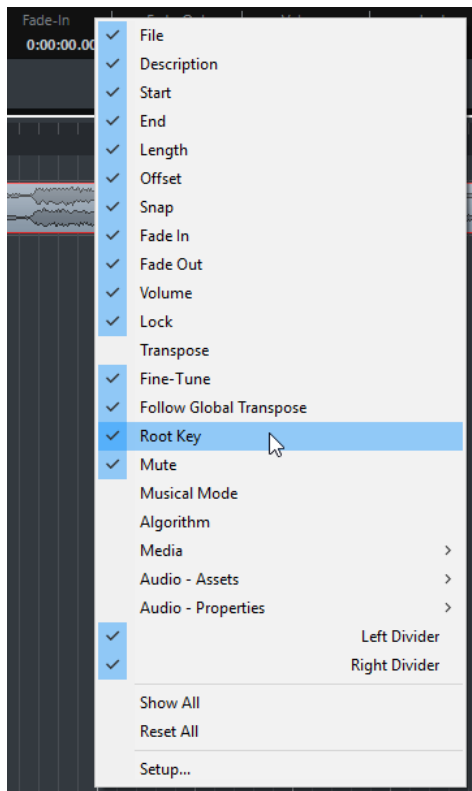 Fade-In
0:00:00.00
File
Description
Start
End
Length
Offset
Snap
Fade In
Fade Out
Volume
Lock
Transpose
Fine-Tune
Follow Global Transpose
Root Key
Mute
Musical Mode
Algorithm
Media
Audio - Assets
Audio - Properties
Left Divider
Right Divider
Show All
Reset All
Setup...